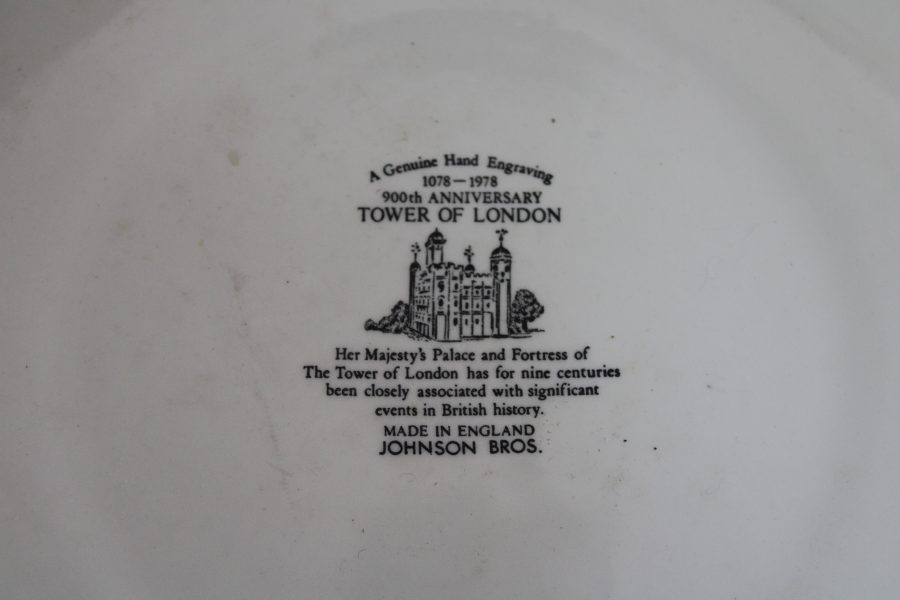 A Genuine Hand Engraving
1078—1978
900th ANNIVERSARY
TOWER OF LONDON
Her Majesty's Palace and Fortress of
The Tower of London has for nine centuries
been closely associated with significant
events in British history.
MADE IN ENGLAND
JOHNSON BROS.